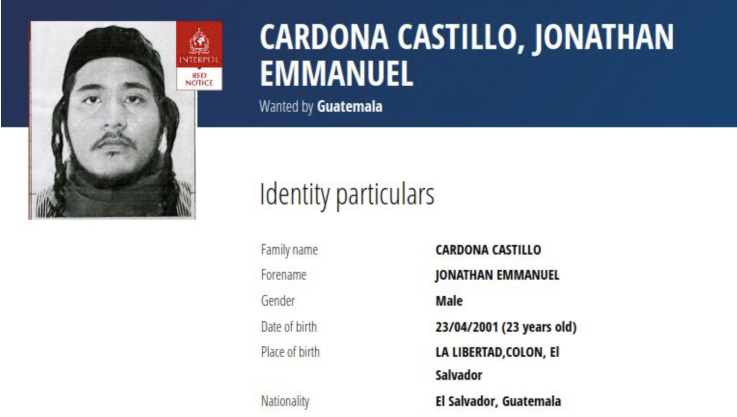 CARDONA CASTILLO, JONATHAN
EMMANUEL
Wanted by Guatemala
INTERPOL
RED
NOTICE
Identity particulars
Family name CARDONA CASTILLO
Forename JONATHAN EMMANUEL
Gender Male
Date of birth 23/04/2001 (23 years old)
Place of birth LA LIBERTAD,COLON, El
Salvador
Nationality El Salvador, Guatemala